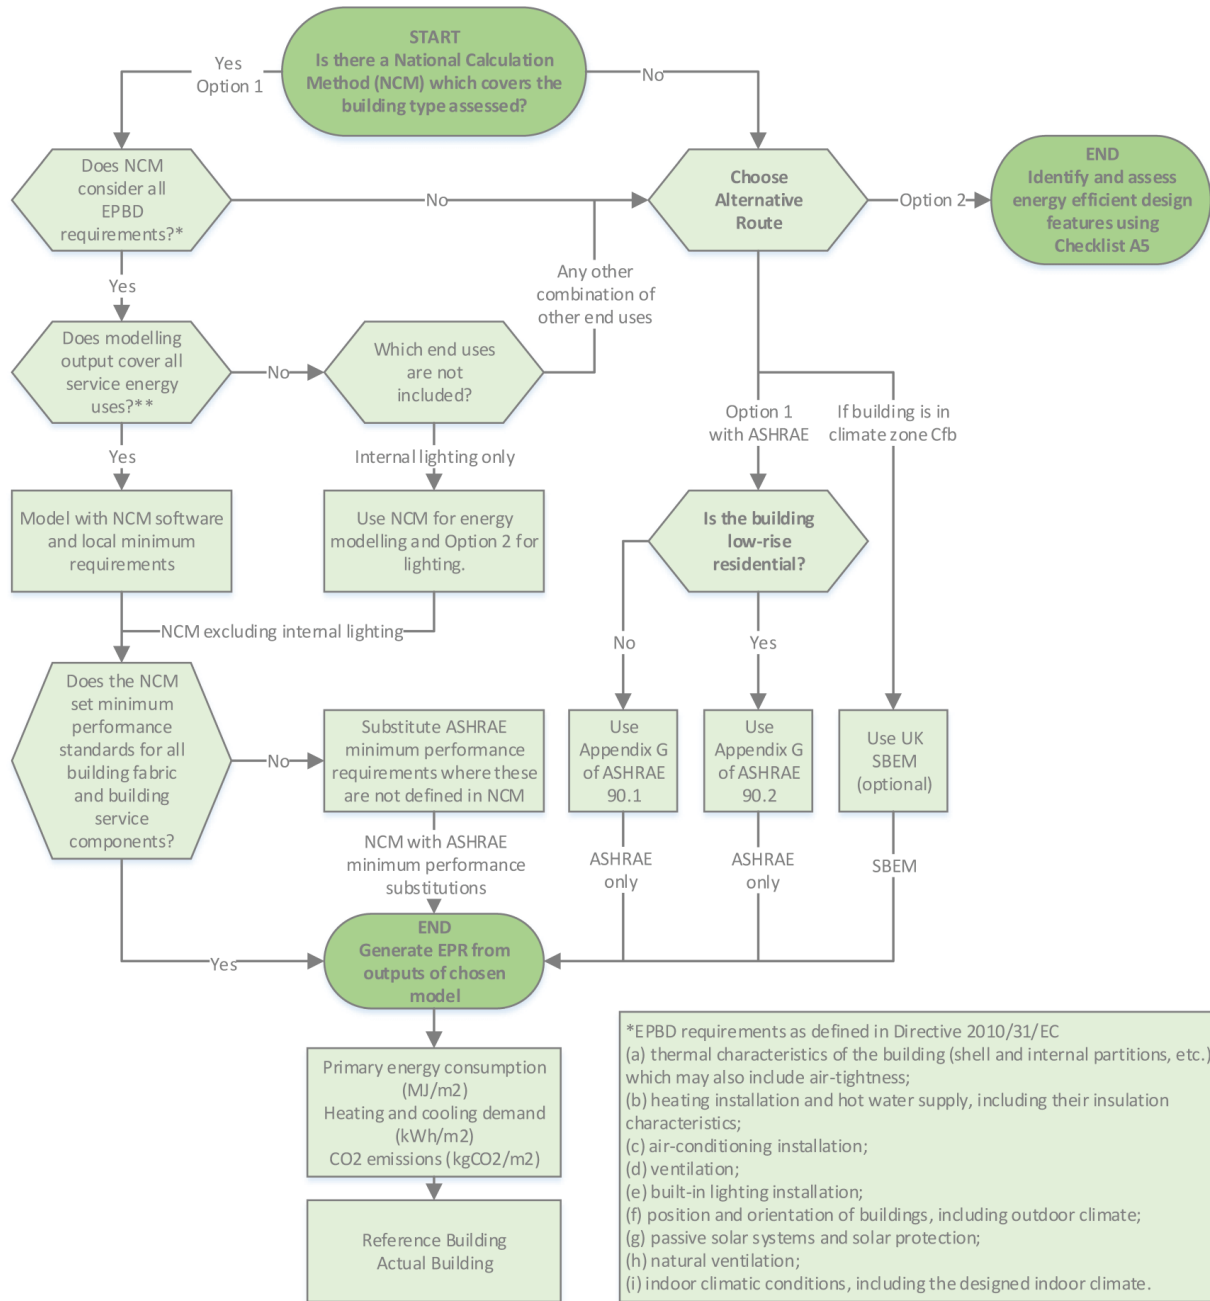 START
Is there a National Calculation
Method (NCM) which covers the
building type assessed?
Yes
Option 1
No
Does NCM
consider all
EPBD
requirements?*
No
Choose
Alternative
Route
Option 2
END
Identify and assess
energy efficient design
features using
Checklist A5
Yes
Any other
combination of
other end uses
Does modelling
output cover all
service energy
uses?**
No
Which end uses
are not
included?
Option 1
with ASHRAE
If building is in
climate zone Cfb
Yes
Internal lighting only
Model with NCM software
and local minimum
requirements
Use NCM for energy
modelling and Option 2 for
lighting.
Is the building
low-rise
residential?
NCM excluding internal lighting
No
Yes
Does the NCM
set minimum
performance
standards for all
building fabric
and building
service
components?
No
Substitute ASHRAE
minimum performance
requirements where these
are not defined in NCM
Use
Appendix G
of ASHRAE
90.1
Use
Appendix G
of ASHRAE
90.2
Use UK
SBEM
(optional)
NCM with ASHRAE
minimum performance
substitutions
ASHRAE
only
ASHRAE
only
SBEM
Yes
END
Generate EPR from
outputs of chosen
model
Primary energy consumption
(MJ/m2)
Heating and cooling demand
(kWh/m2)
CO2 emissions (kgCO2/m2)
Reference Building
Actual Building
*EPBD requirements as defined in Directive 2010/31/EC
(a) thermal characteristics of the building (shell and internal partitions, etc.)
which may also include air-tightness;
(b) heating installation and hot water supply, including their insulation
characteristics;
(c) air-conditioning installation;
(d) ventilation;
(e) built-in lighting installation;
(f) position and orientation of buildings, including outdoor climate;
(g) passive solar systems and solar protection;
(h) natural ventilation;
(i) indoor climatic conditions, including the designed indoor climate.